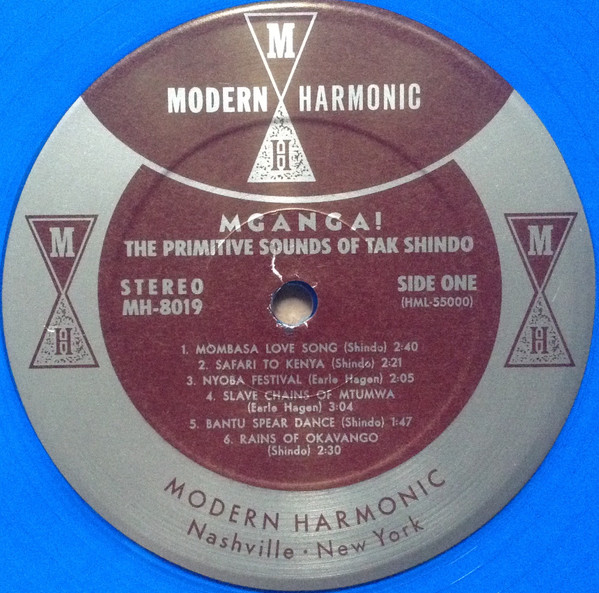 M
MODERN HARMONIC
H
MGANGA!
THE PRIMITIVE SOUNDS OF TAK SHINDO
STEREO
MH-8019
SIDE ONE
(HML-55000)
M
H
M
H
1. MOMBASA LOVE SONG (Shindo) 2:40
2. SAFARI TO KENYA (Shindo) 2:21
3. NYOBA FESTIVAL (Earle Hagen) 2:05
4. SLAVE CHAINS OF MTUMWA
(Earle Hagen) 3:04
5. BANTU SPEAR DANCE (Shindo) 1:47
6. RAINS OF OKAVANGO
(Shindo) 2:30
MODERN HARMONIC
Nashville · New York